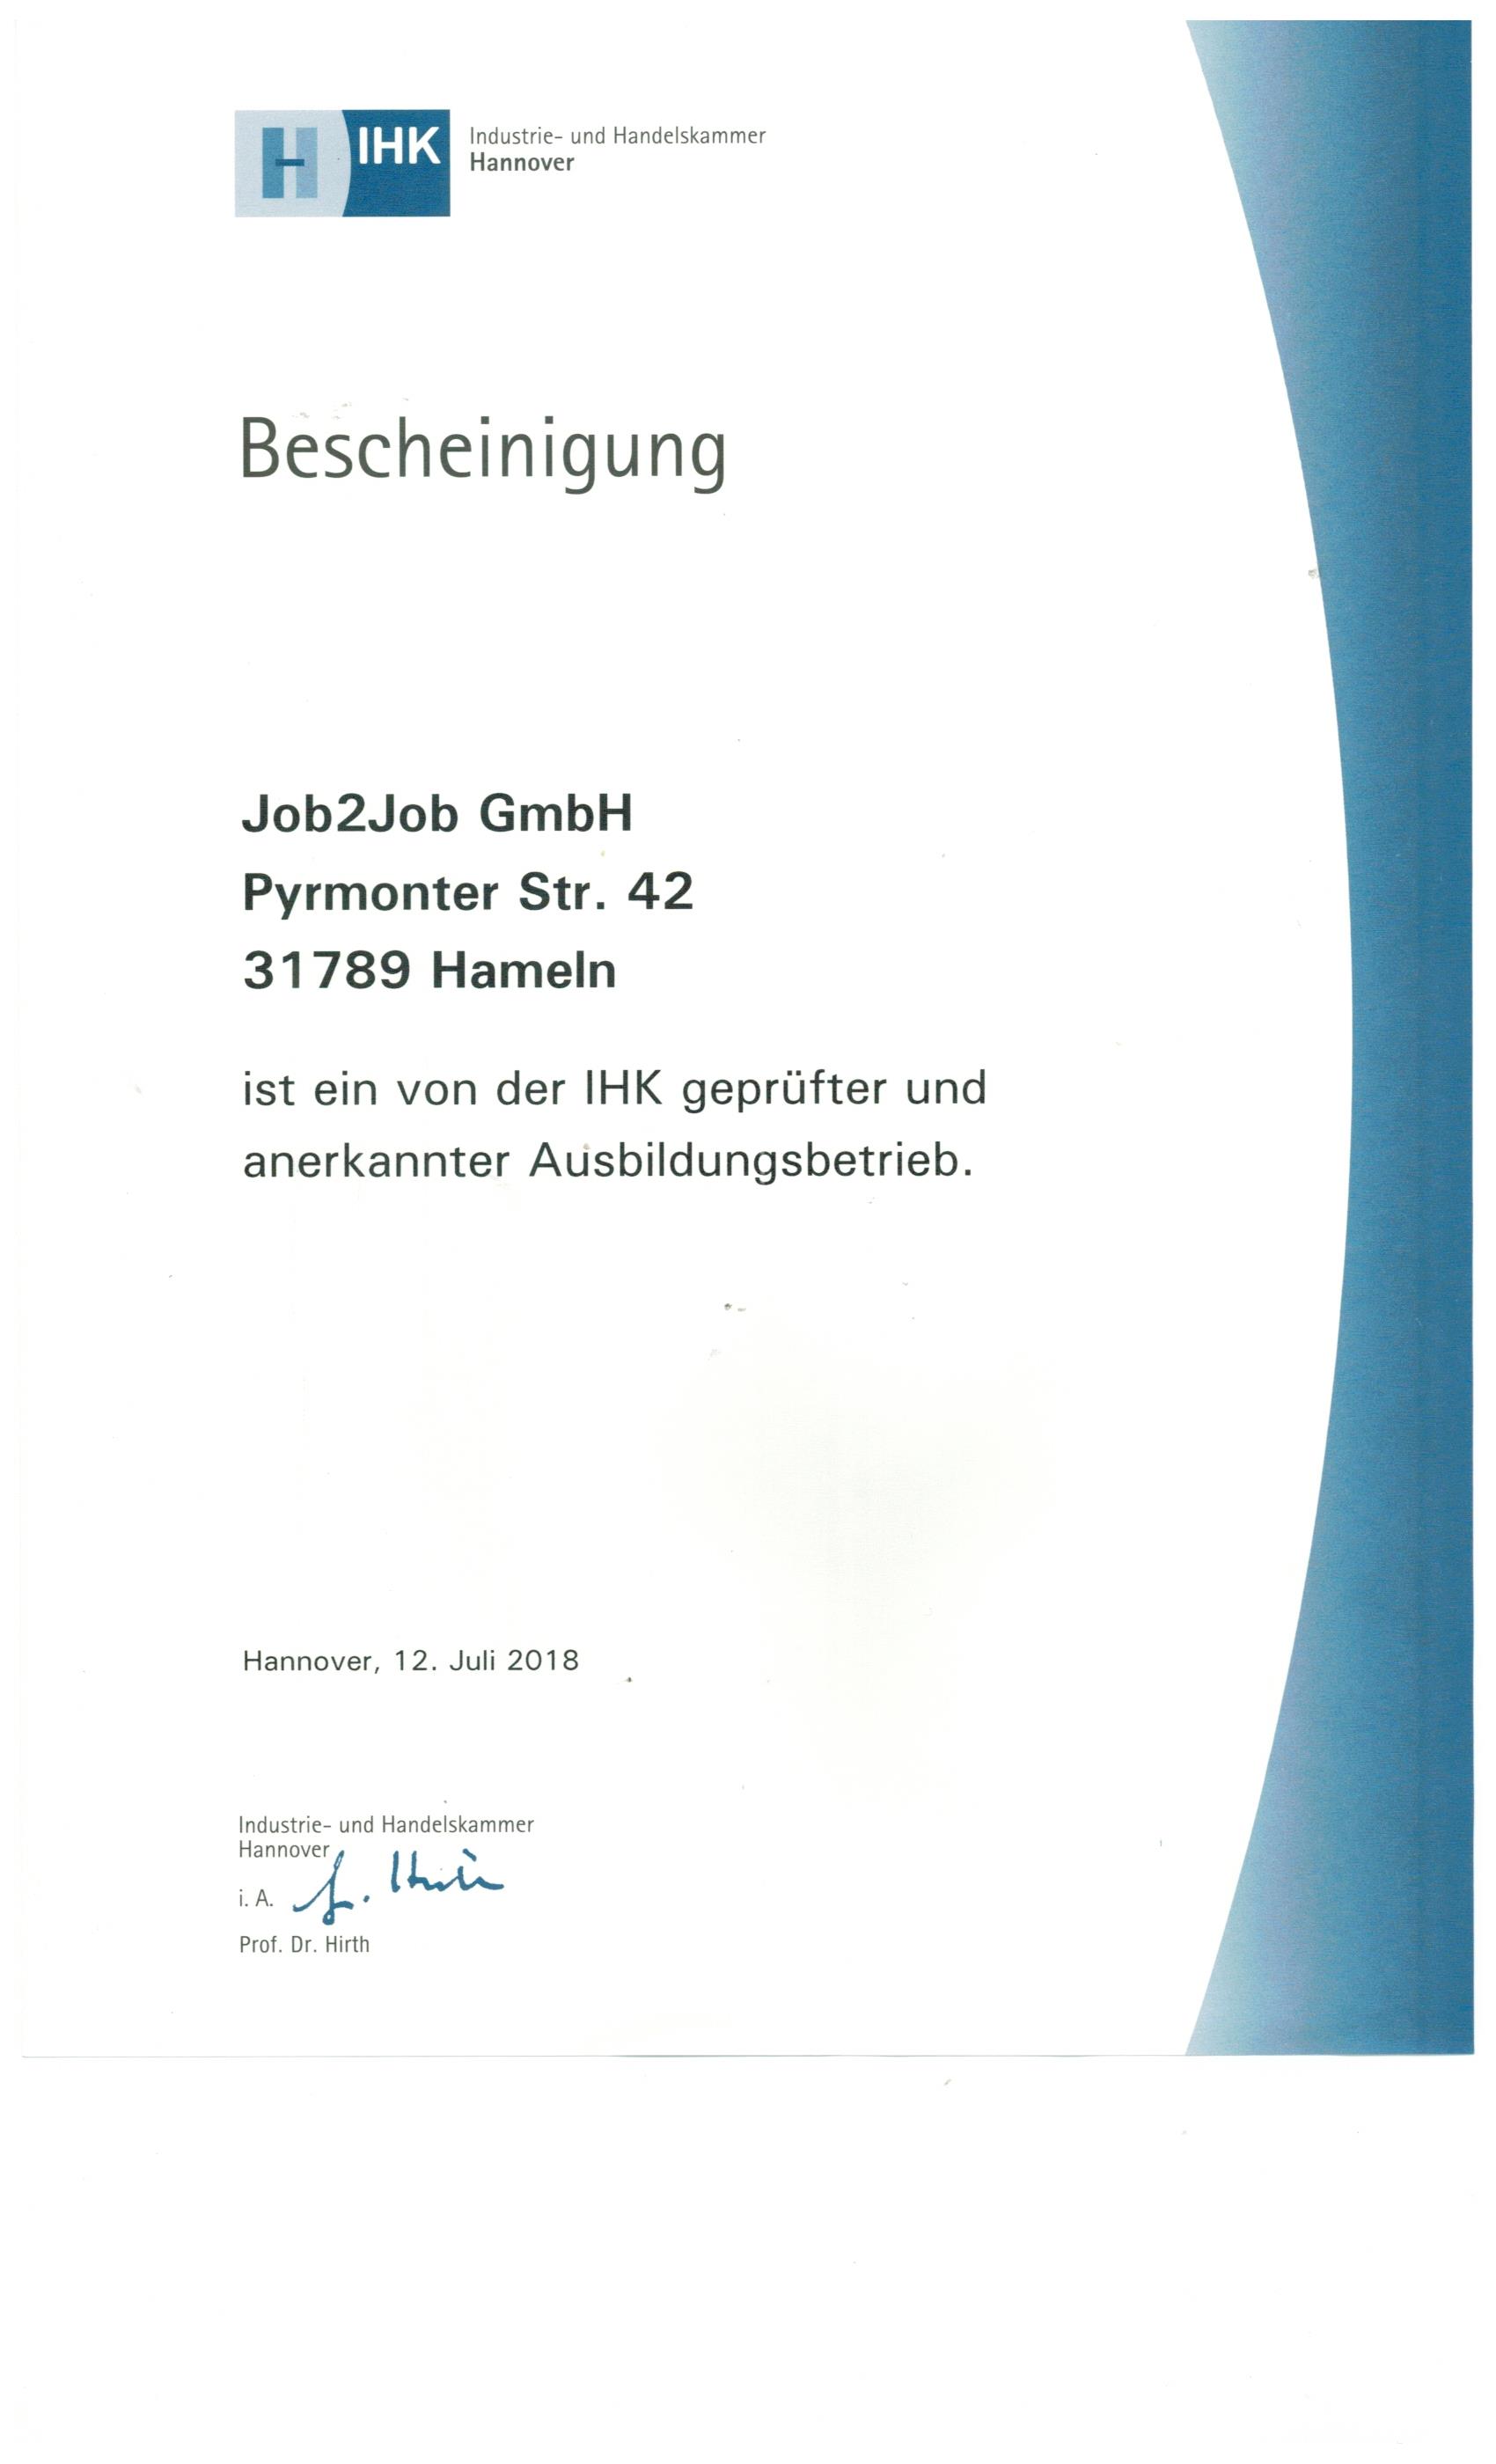 H IHK
Industrie- und Handelskammer
Hannover
Bescheinigung
Job2Job GmbH
Pyrmonter Str. 42
31789 Hameln
ist ein von der IHK geprüfter und
anerkannter Ausbildungsbetrieb.
Hannover, 12. Juli 2018
Industrie- und Handelskammer
Hannover
i. A.
Prof. Dr. Hirth